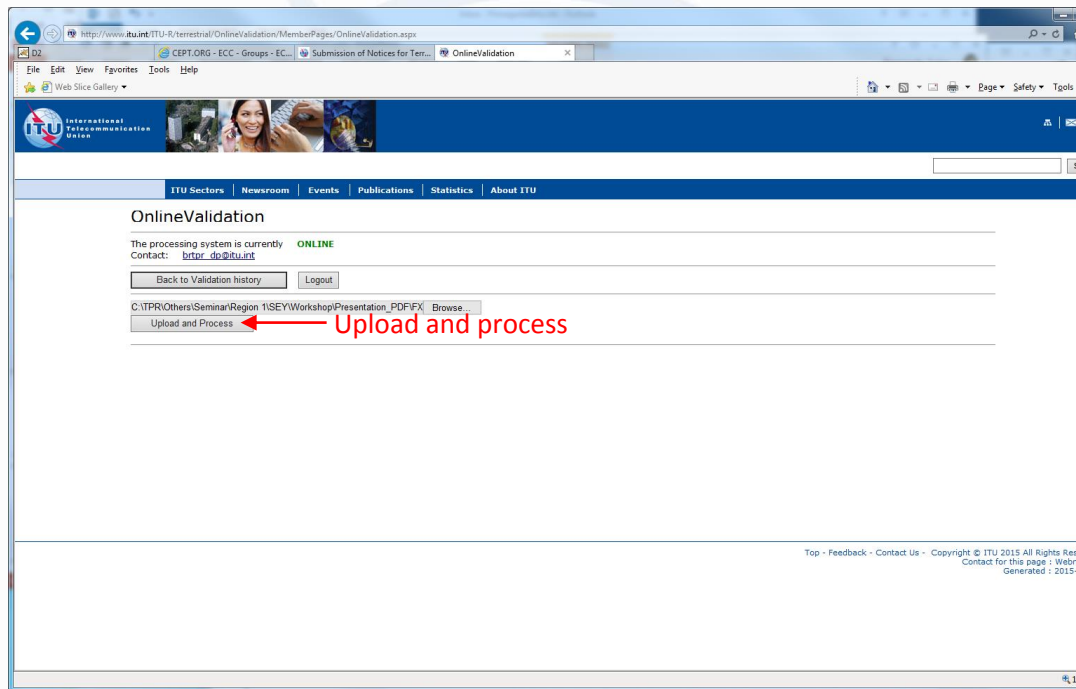 http://www.itu.int/ITU-R/terrestrial/OnlineValidation/MemberPages/OnlineValidation.aspx
D2 CEPT.ORG - ECC - Groups - EC... Submission of Notices for Terr... OnlineValidation
File Edit View Favorites Tools Help
Web Slice Gallery Page Safety Tools
International
Telecommunication
Union
ITU
ITU Sectors | Newsroom | Events | Publications | Statistics | About ITU
OnlineValidation
The processing system is currently ONLINE
Contact: brtpr_dp@itu.int
Back to Validation history Logout
C:\TPR\Others\Seminar\Region 1\SEY\Workshop\Presentation_PDF\FX Browse...
Upload and Process Upload and process
Top - Feedback - Contact Us - Copyright © ITU 2015 All Rights Res
Contact for this page : Webr
Generated : 2015-